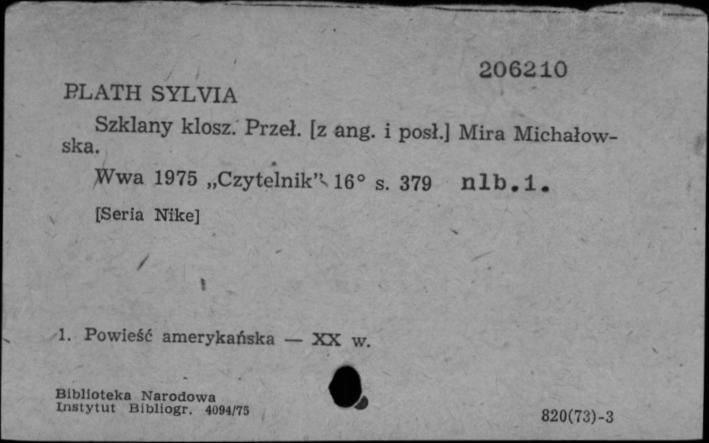 206210
PLATH SYLVIA
Szklany klosz. Przeł. [z ang. i posł.] Mira Michałow-
ska.
Wwa 1975 „Czytelnik” 16° s. 379 nlb.1.
[Seria Nike]
1. Powieść amerykańska — XX w.
Biblioteka Narodowa
Instytut Bibliogr. 4094/75
820(73)-3